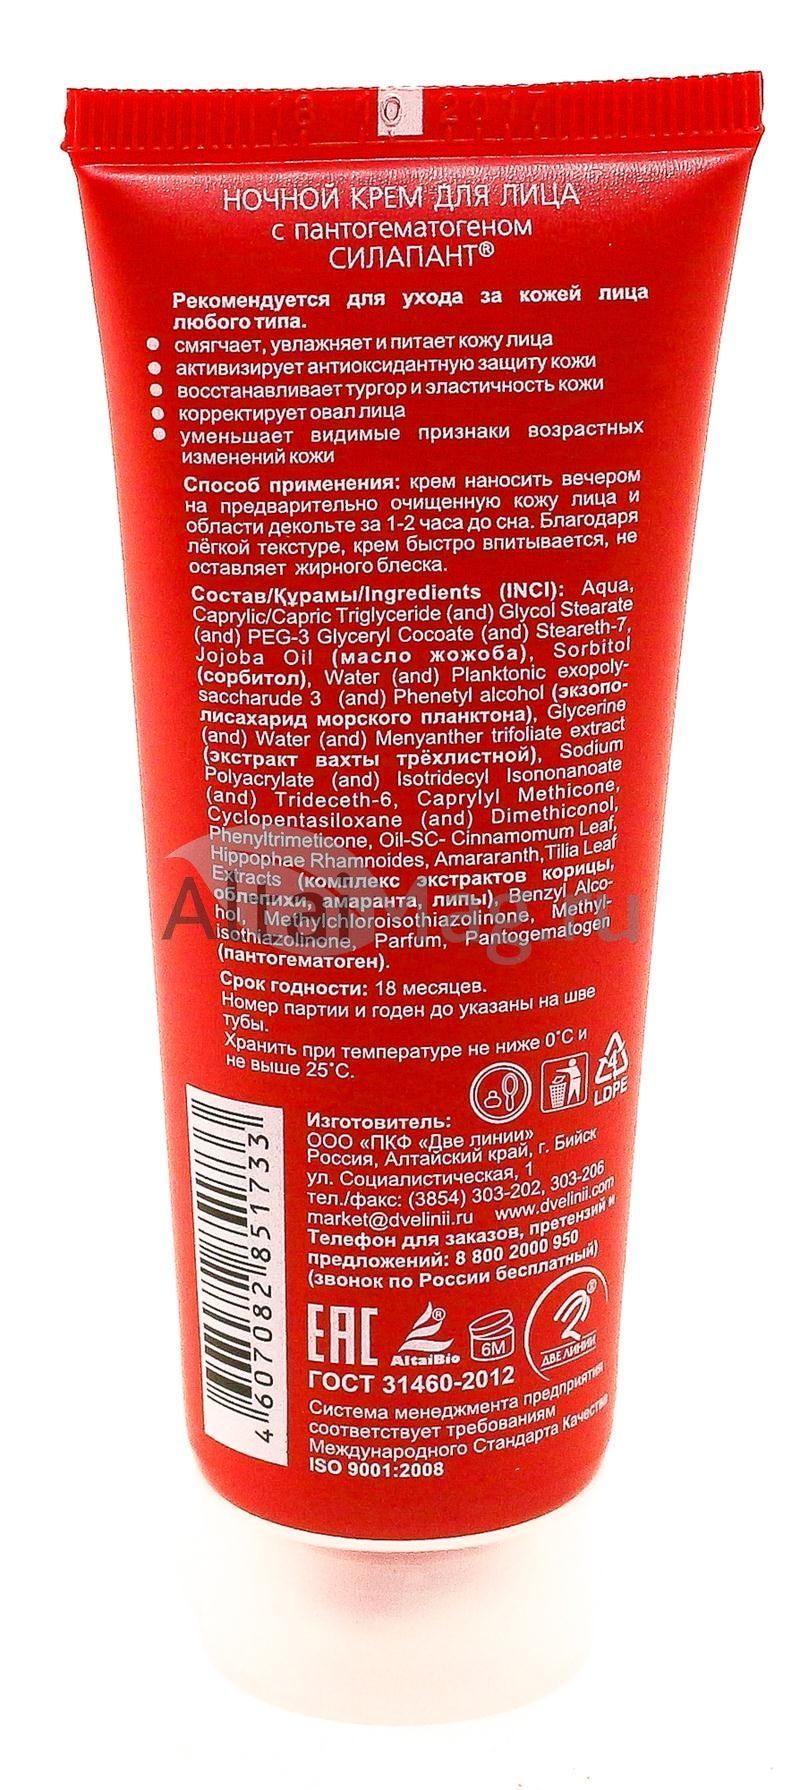 НОЧНОЙ КРЕМ ДЛЯ ЛИЦА
с пантогематогеном
СИЛАПАНТ®
Рекомендуется для ухода за кожей лица
любого типа.
• смягчает, увлажняет и питает кожу лица
• активизирует антиоксидантную защиту кожи
• восстанавливает тургор и эластичность кожи
• корректирует овал лица
• уменьшает видимые признаки возрастных
изменений кожи
Способ применения: крем наносить вечером
на предварительно очищенную кожу лица и
области декольте за 1-2 часа до сна. Благодаря
лёгкой текстуре, крем быстро впитывается, не
оставляет жирного блеска.
Состав/Құрамы/Ingredients (INCI): Aqua,
Caprylic/Capric Triglyceride (and) Glycol Stearate
(and) PEG-3 Glyceryl Cocoate (and) Steareth-7,
Jojoba Oil (масло жожоба), Sorbitol
(сорбитол), Water (and) Planktonic exopoly-
saccharude 3 (and) Phenetyl alcohol (экзопо-
лисахарид морского планктона), Glycerine
(and) Water (and) Menyanther trifoliate extract
(экстракт вахты трёхлистной), Sodium
Polyacrylate (and) Isotridecyl Isononanoate
(and) Trideceth-6, Caprylyl Methicone,
Cyclopentasiloxane (and) Dimethiconol,
Phenyltrimeticone, Oil-SC- Cinnamomum Leaf,
Hippophae Rhamnoides, Amararanth, Tilia Leaf
Extracts (комплекс экстрактов корицы,
облепихи, амаранта, липы), Benzyl Alco-
hol, Methylchloroisothiazolinone, Methyl-
isothiazolinone, Parfum, Pantogematogen
(пантогематоген).
AltaiMag.ru
Срок годности: 18 месяцев.
Номер партии и годен до указаны на шве
тубы.
Хранить при температуре не ниже 0°С и
не выше 25°С.
4
LDPE
Изготовитель:
ООО «ПКФ «Две линии»
Россия, Алтайский край, г. Бийск
ул. Социалистическая, 1
тел./факс: (3854) 303-202, 303-206
market@dvelinii.ru www.dvelinii.com
Телефон для заказов, претензий и
предложений: 8 800 2000 950
(звонок по России бесплатный)
4 607082 851733
EAC
AltaiBio ®
6M
ДВЕ ЛИНИИ ®
ГОСТ 31460-2012
Система менеджмента предприятия
соответствует требованиям
Международного Стандарта Качества
ISO 9001:2008